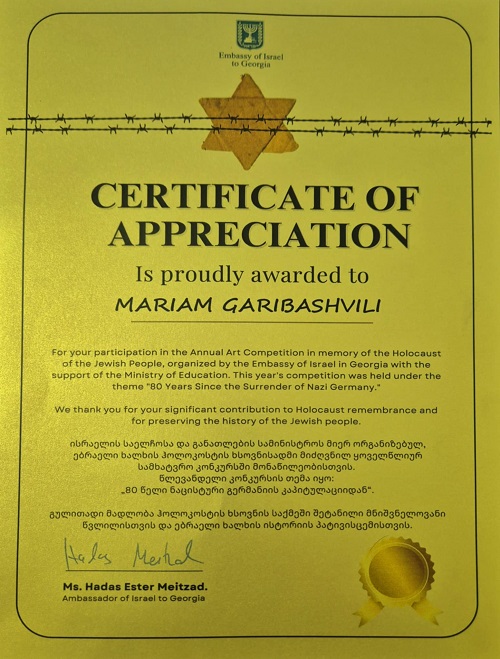 Embassy of Israel
to Georgia
CERTIFICATE OF
APPRECIATION
Is proudly awarded to
MARIAM GARIBASHVILI
For your participation in the Annual Art Competition in memory of the Holocaust
of the Jewish People, organized by the Embassy of Israel in Georgia with the
support of the Ministry of Education. This year's competition was held under the
theme "80 Years Since the Surrender of Nazi Germany."
We thank you for your significant contribution to Holocaust remembrance and
for preserving the history of the Jewish people.
ისრაელის საელჩოსა და განათლების სამინისტროს მიერ ორგანიზებულ,
ებრაელი ხალხის ჰოლოკოსტის ხსოვნისადმი მიძღვნილ ყოველწლიურ
სამხატვრო კონკურსში მონაწილეობისთვის.
წლევანდელი კონკურსის თემა იყო:
„80 წელი ნაცისტური გერმანიის კაპიტულაციიდან“.
გულითადი მადლობა ჰოლოკოსტის ხსოვნის საქმეში შეტანილი მნიშვნელოვანი
წვლილისთვის და ებრაელი ხალხის ისტორიის პატივისცემისთვის.
Hadas Meitzad
Ms. Hadas Ester Meitzad.
Ambassador of Israel to Georgia